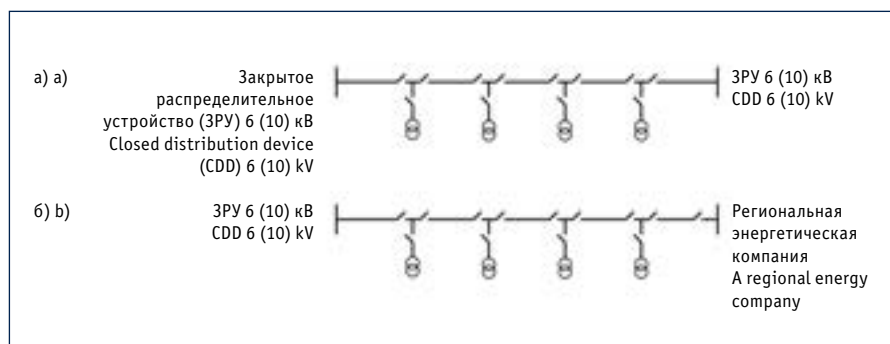 а) a)
Закрытое
распределительное
устройство (ЗРУ) 6 (10) кВ
Closed distribution device
(CDD) 6 (10) kV
ЗРУ 6 (10) кВ
CDD 6 (10) kV
б) b)
ЗРУ 6 (10) кВ
CDD 6 (10) kV
Региональная
энергетическая
компания
A regional energy
company